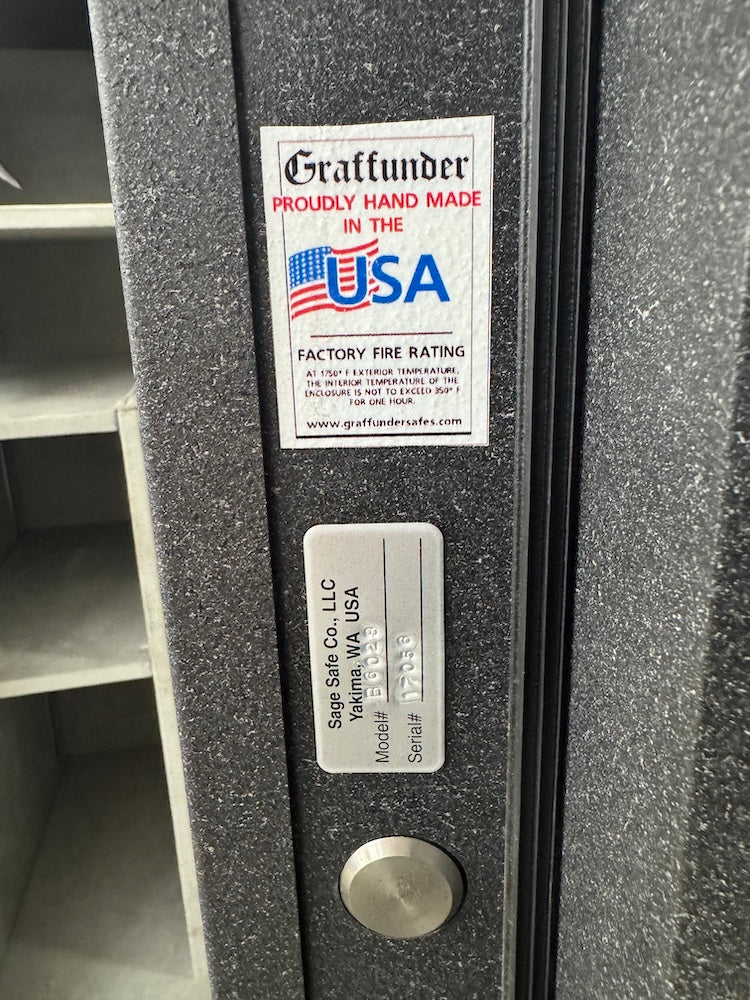 Graffunder
PROUDLY HAND MADE
IN THE
USA
FACTORY FIRE RATING
AT 1750° F EXTERIOR TEMPERATURE,
THE INTERIOR TEMPERATURE OF THE
ENCLOSURE IS NOT TO EXCEED 350° F
FOR ONE HOUR.
www.graffundersafes.com
Sage Safe Co., LLC
Yakima, WA USA
Model# B6029
Serial# 17056